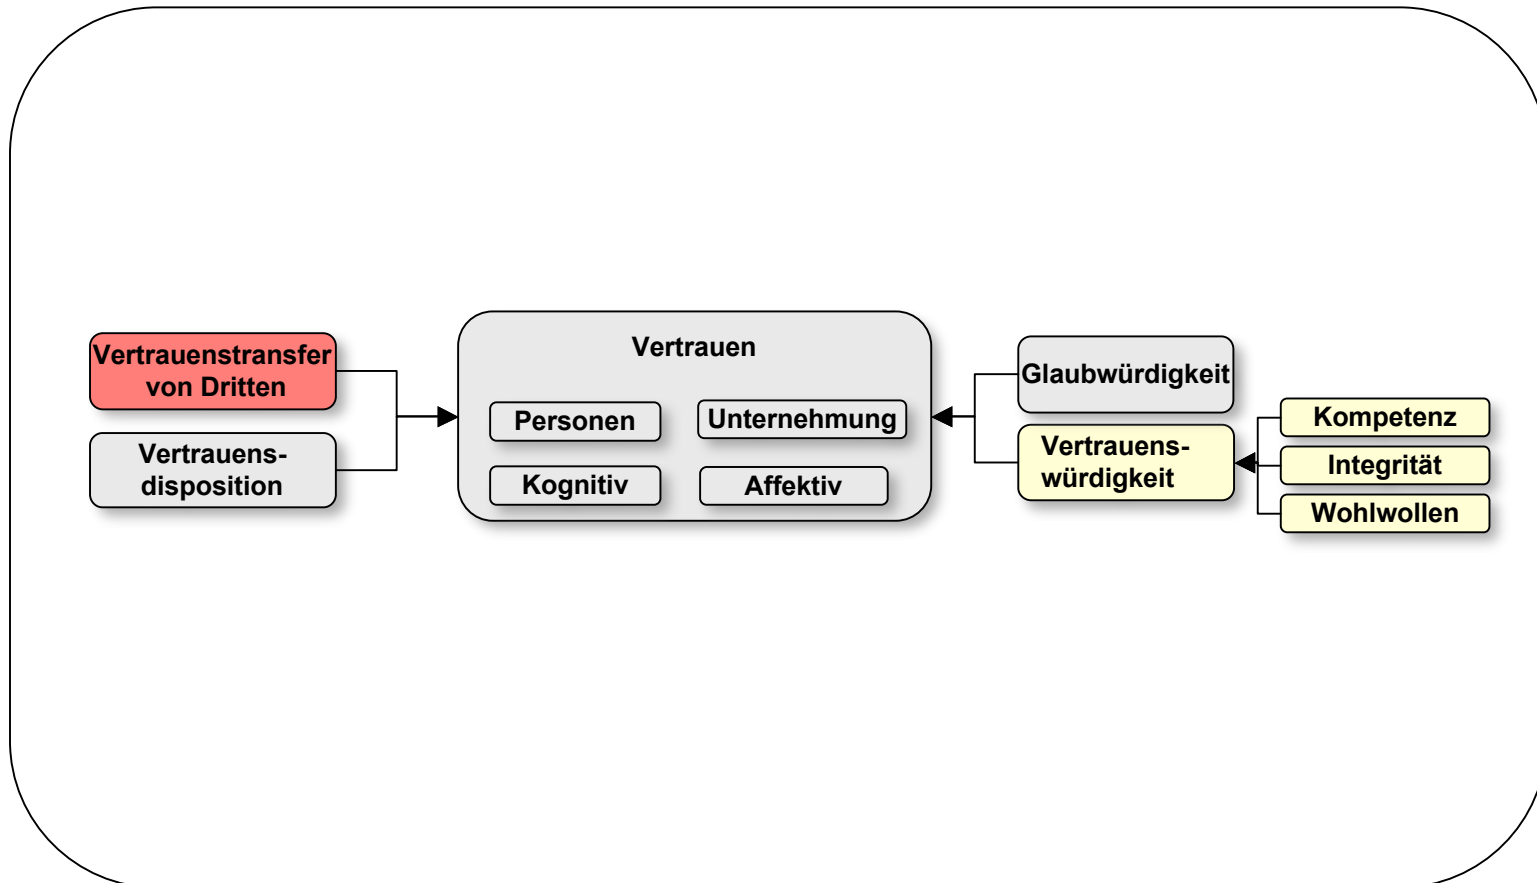 Vertrauenstransfer
von Dritten
Vertrauens-
disposition
Vertrauen
Personen
Unternehmung
Kognitiv
Affektiv
Glaubwürdigkeit
Vertrauens-
würdigkeit
Kompetenz
Integrität
Wohlwollen